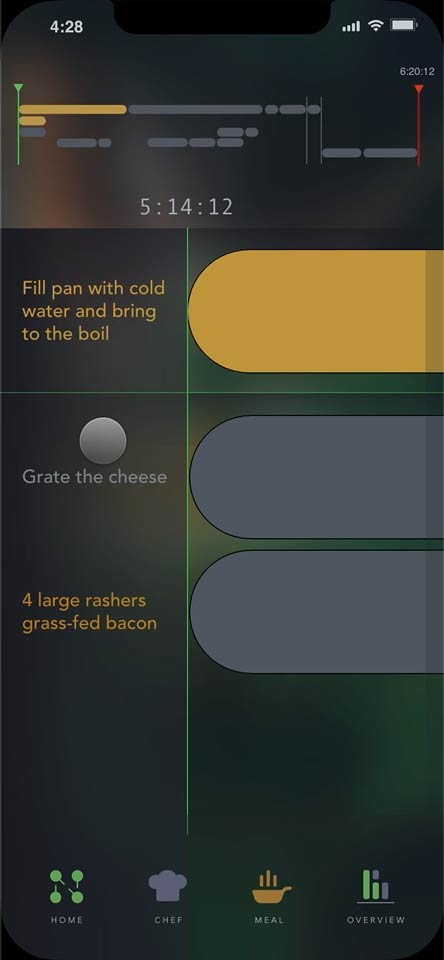 4:28
6:20:12
5:14:12
Fill pan with cold
water and bring
to the boil
Grate the cheese
4 large rashers
grass-fed bacon
HOME
CHEF
MEAL
OVERVIEW